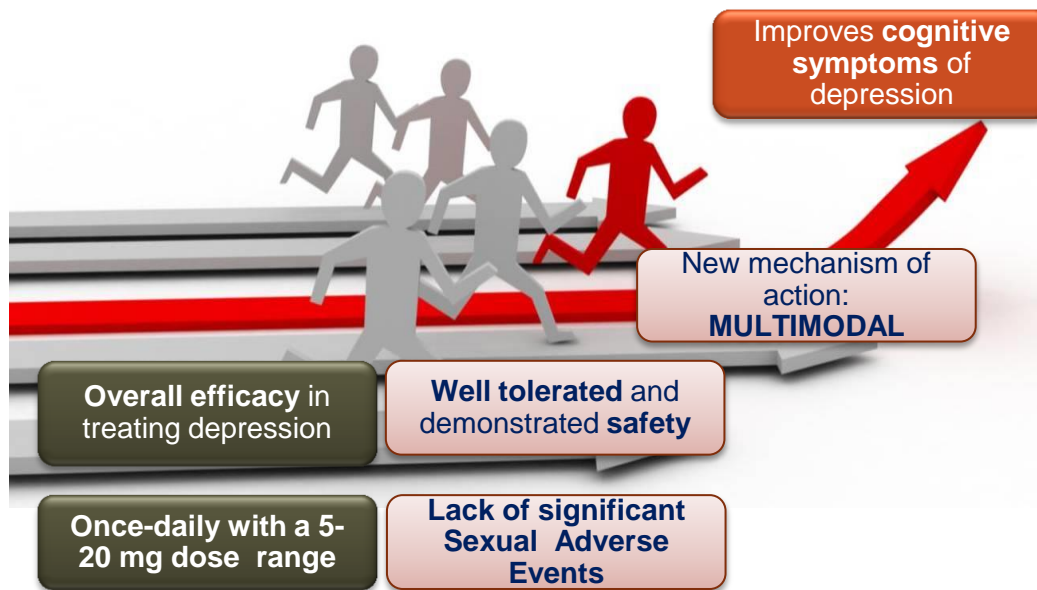 Improves cognitive
symptoms of
depression
New mechanism of
action:
MULTIMODAL
Overall efficacy in
treating depression
Well tolerated and
demonstrated safety
Once-daily with a 5-
20 mg dose range
Lack of significant
Sexual Adverse
Events